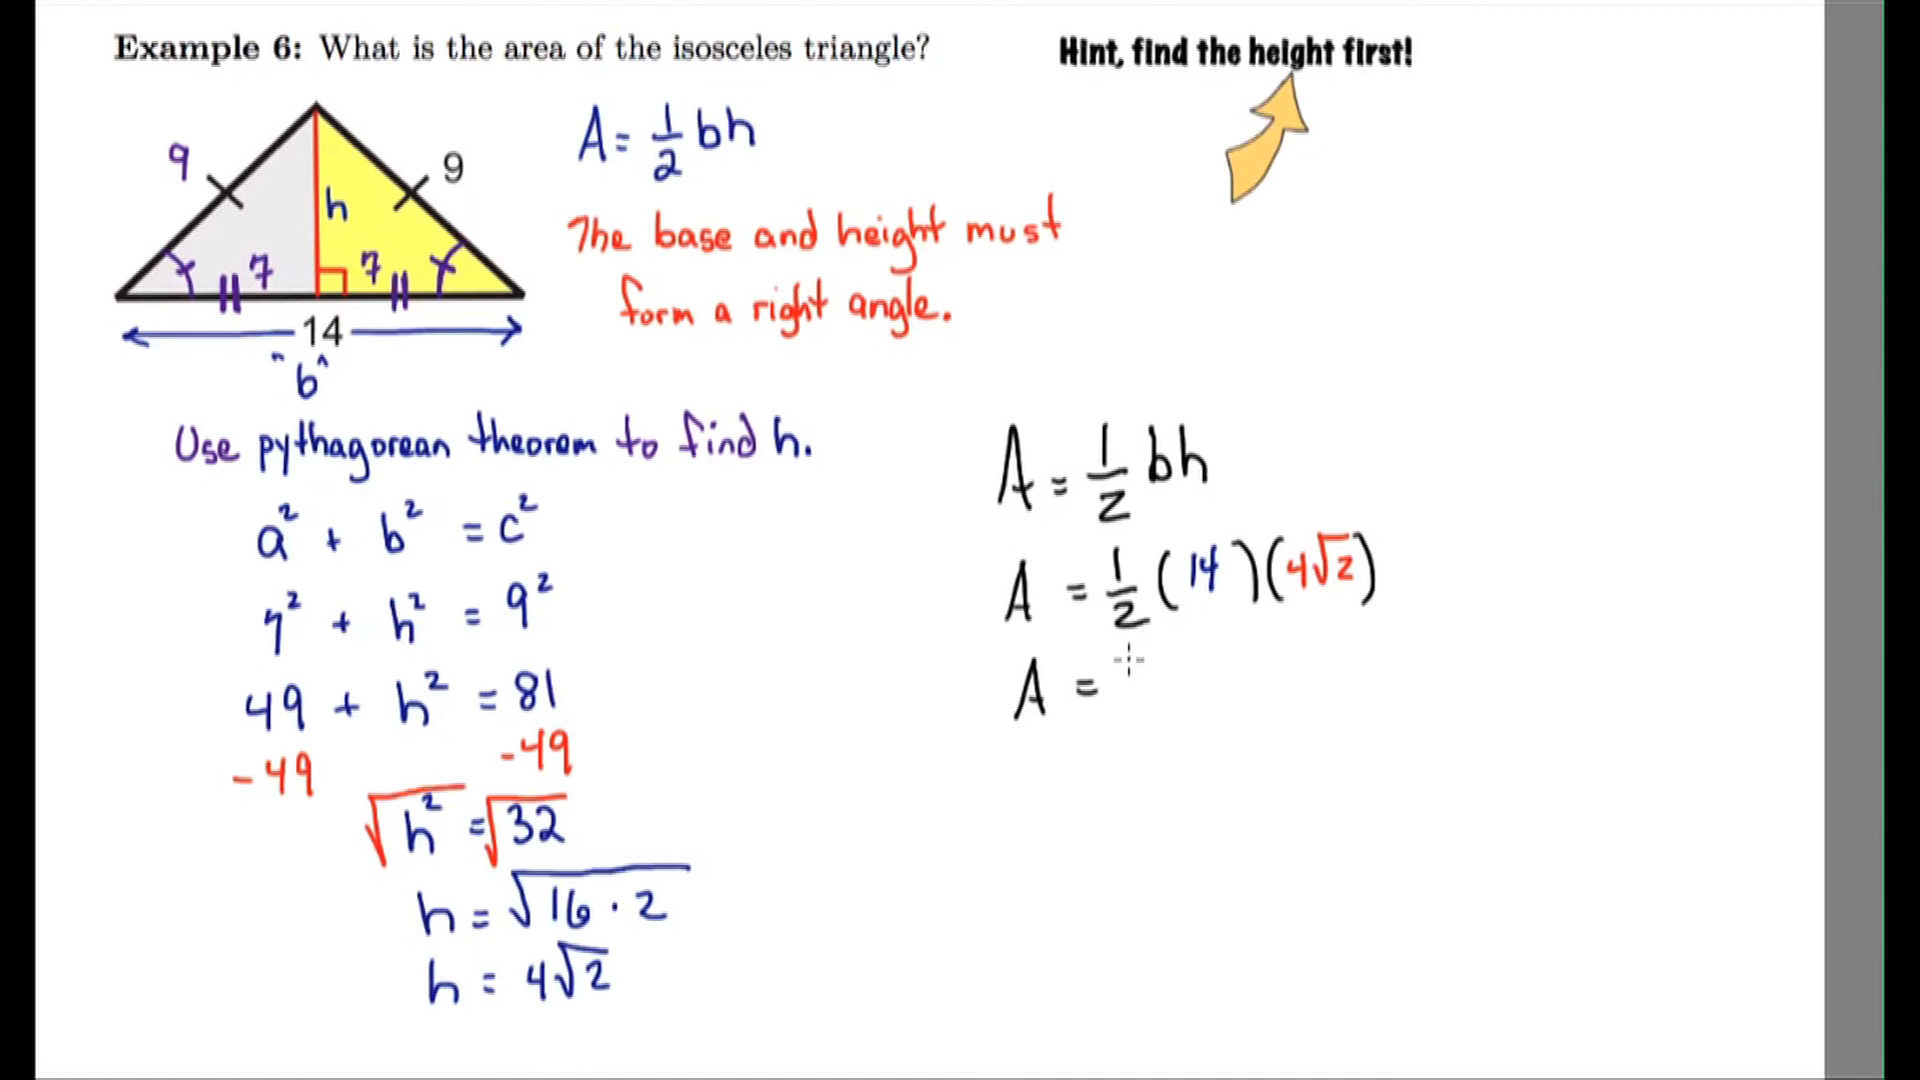 Example 6: What is the area of the isosceles triangle?
Hint, find the height first!
9
9
h
7
7
14
"b"
A = 1/2 bh
The base and height must
form a right angle.
Use pythagorean theorem to find h.
a² + b² = c²
7² + h² = 9²
49 + h² = 81
-49 -49
√h² = √32
h = √16 · 2
h = 4√2
A = 1/2 bh
A = 1/2 (14)(4√2)
A =